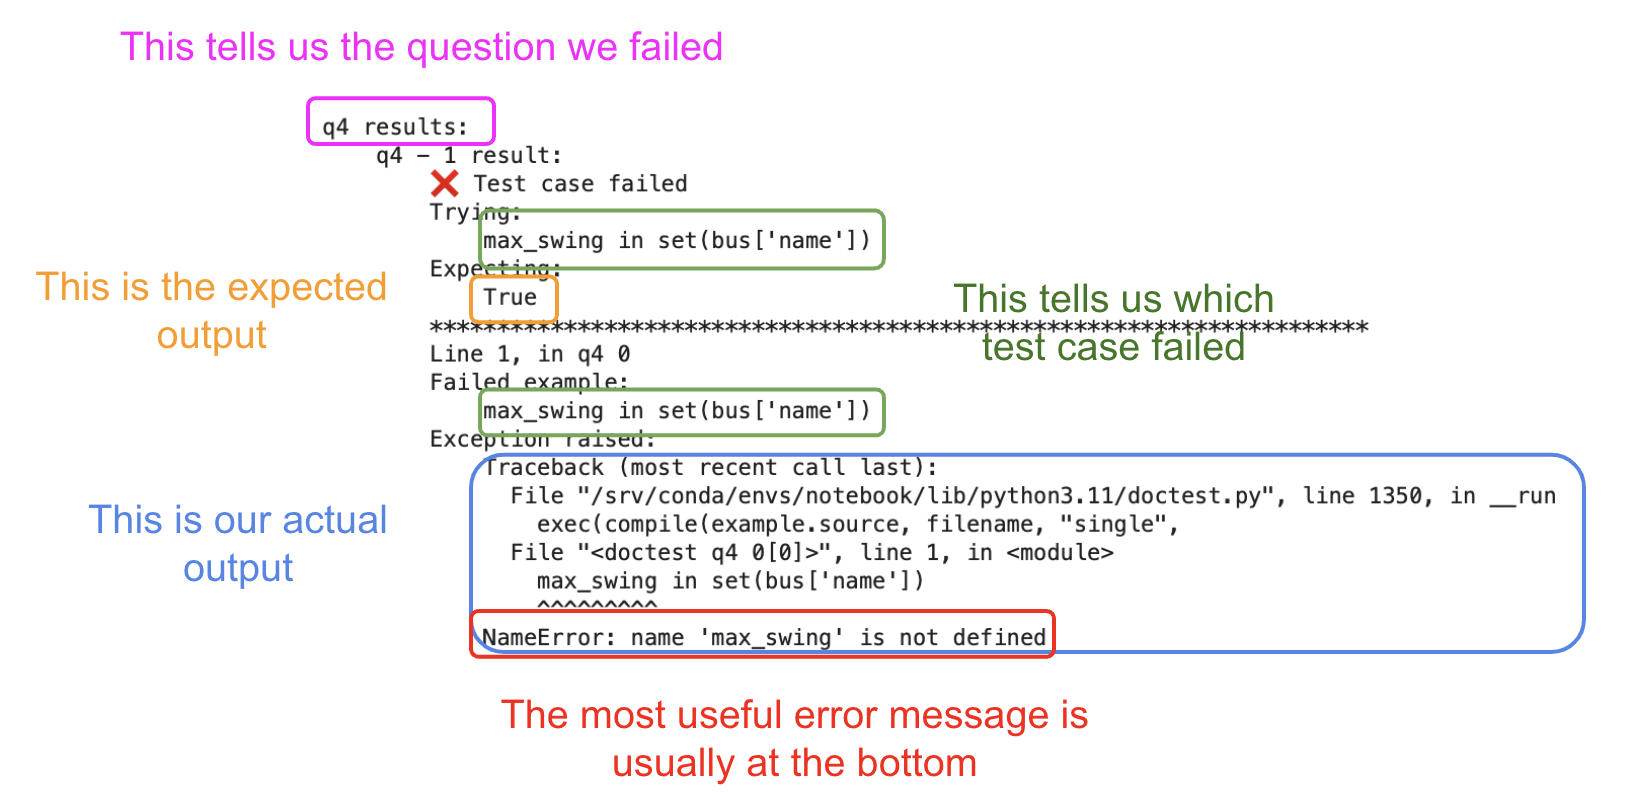 This tells us the question we failed
q4 results:
q4 - 1 result:
❌ Test case failed
Trying:
max_swing in set(bus['name'])
Expecting:
True
This is the expected
output
This tells us which
test case failed
**********************************************************************
Line 1, in q4 0
Failed example:
max_swing in set(bus['name'])
Exception raised:
Traceback (most recent call last):
File "/srv/conda/envs/notebook/lib/python3.11/doctest.py", line 1350, in __run
exec(compile(example.source, filename, "single",
File "<doctest q4 0[0]>", line 1, in <module>
max_swing in set(bus['name'])
^^^^^^^^^
NameError: name 'max_swing' is not defined
This is our actual
output
The most useful error message is
usually at the bottom